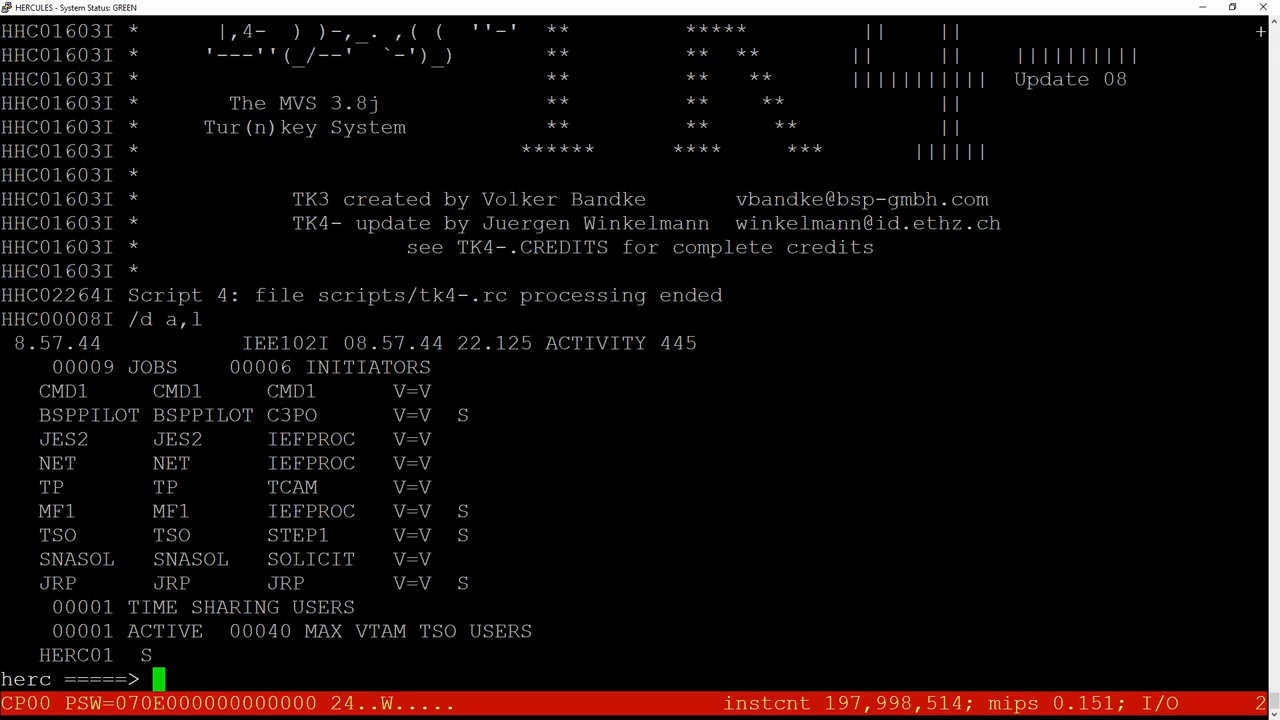 HERCULES - System Status: GREEN
HHC01603I *      |,4-  ) )-,_. ,( (  ''-'  **         *****         ||    ||                       +
HHC01603I *     '---''(_/--'  `-')_)       **         ** **        ||    ||    ||||||||||
HHC01603I *                                **         **  **       |||||||||||  Update 08
HHC01603I *       The MVS 3.8j             **         **   **             ||
HHC01603I *     Tur(n)key System           **         **    **            ||
HHC01603I *                              ******      ****    ***        ||||||
HHC01603I *
HHC01603I *            TK3 created by Volker Bandke       vbandke@bsp-gmbh.com
HHC01603I *            TK4- update by Juergen Winkelmann  winkelmann@id.ethz.ch
HHC01603I *                     see TK4-.CREDITS for complete credits
HHC01603I *
HHC02264I Script 4: file scripts/tk4-.rc processing ended
HHC00008I /d a,l
 8.57.44           IEE102I 08.57.44 22.125 ACTIVITY 445
    00009 JOBS    00006 INITIATORS
   CMD1     CMD1     CMD1      V=V
   BSPPILOT BSPPILOT C3PO      V=V  S
   JES2     JES2     IEFPROC   V=V
   NET      NET      IEFPROC   V=V
   TP       TP       TCAM      V=V
   MF1      MF1      IEFPROC   V=V  S
   TSO      TSO      STEP1     V=V  S
   SNASOL   SNASOL   SOLICIT   V=V
   JRP      JRP      JRP       V=V  S
    00001 TIME SHARING USERS
    00001 ACTIVE  00040 MAX VTAM TSO USERS
   HERC01  S
herc =====>
CP00 PSW=070E000000000000 24..W.....                     instcnt 197,998,514; mips 0.151; I/O      2